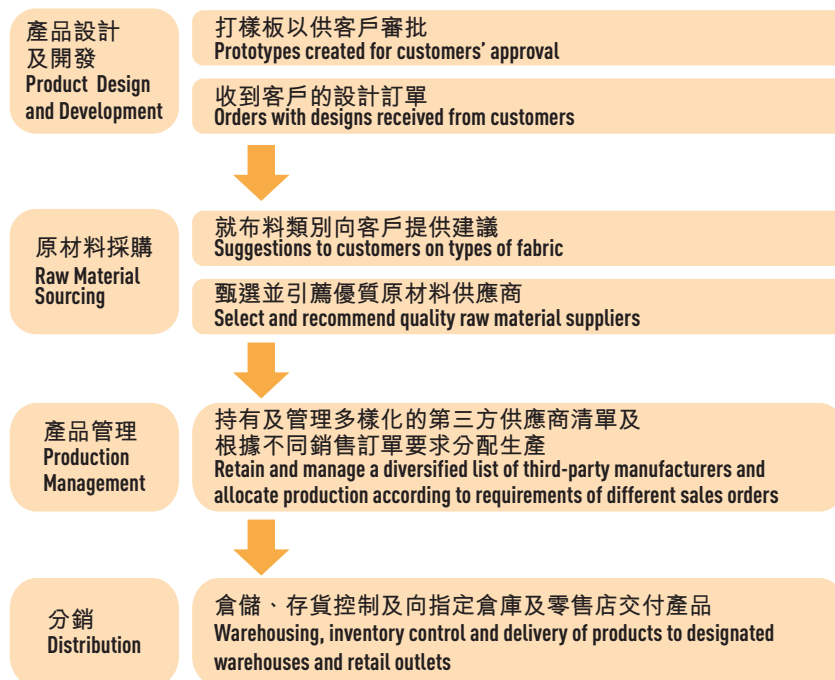 產品設計
及開發
Product Design
and Development
打樣板以供客戶審批
Prototypes created for customers’ approval
收到客戶的設計訂單
Orders with designs received from customers
原材料採購
Raw Material
Sourcing
就布料類別向客戶提供建議
Suggestions to customers on types of fabric
甄選並引薦優質原材料供應商
Select and recommend quality raw material suppliers
產品管理
Production
Management
持有及管理多樣化的第三方供應商清單及
根據不同銷售訂單要求分配生產
Retain and manage a diversified list of third-party manufacturers and
allocate production according to requirements of different sales orders
分銷
Distribution
倉儲、存貨控制及向指定倉庫及零售店交付產品
Warehousing, inventory control and delivery of products to designated
warehouses and retail outlets